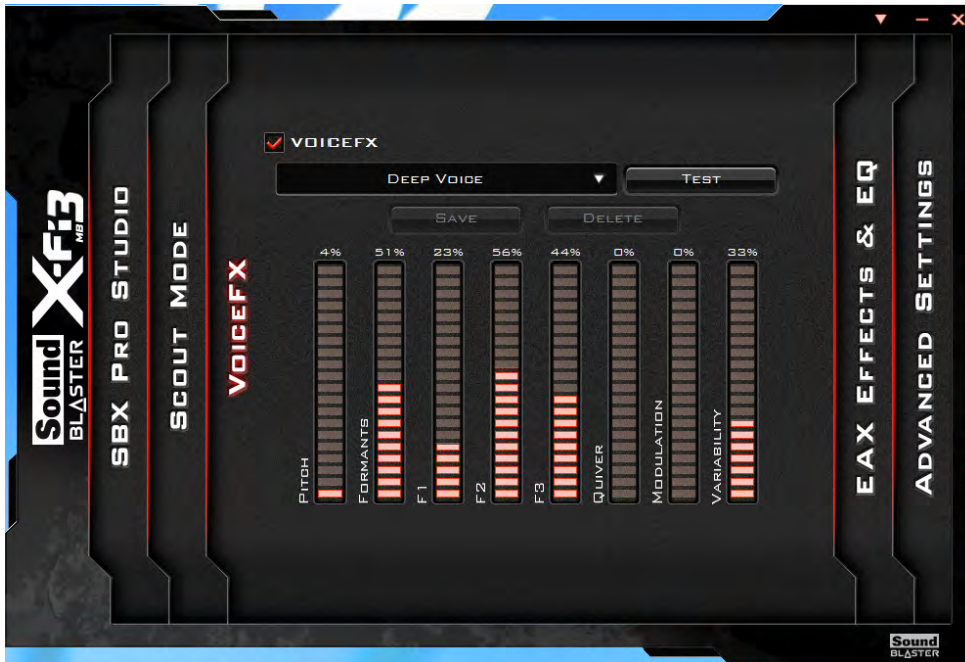 Sound
BLASTER
X-Fi3
MB
SBX PRO STUDIO
SCOUT MODE
VOICEFX
VOICEFX
DEEP VOICE
TEST
SAVE
DELETE
4% 51% 23% 56% 44% 0% 0% 33%
PITCH
FORMANTS
F1
F2
F3
QUIVER
MODULATION
VARIABILITY
EAX EFFECTS & EQ
ADVANCED SETTINGS
Sound
BLASTER